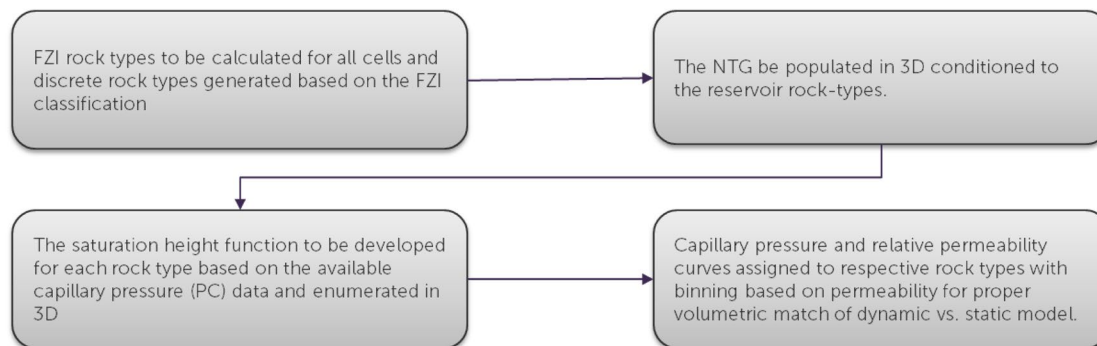 FZI rock types to be calculated for all cells and
discrete rock types generated based on the FZI
classification
The NTG be populated in 3D conditioned to
the reservoir rock-types.
The saturation height function to be developed
for each rock type based on the available
capillary pressure (PC) data and enumerated in
3D
Capillary pressure and relative permeability
curves assigned to respective rock types with
binning based on permeability for proper
volumetric match of dynamic vs. static model.